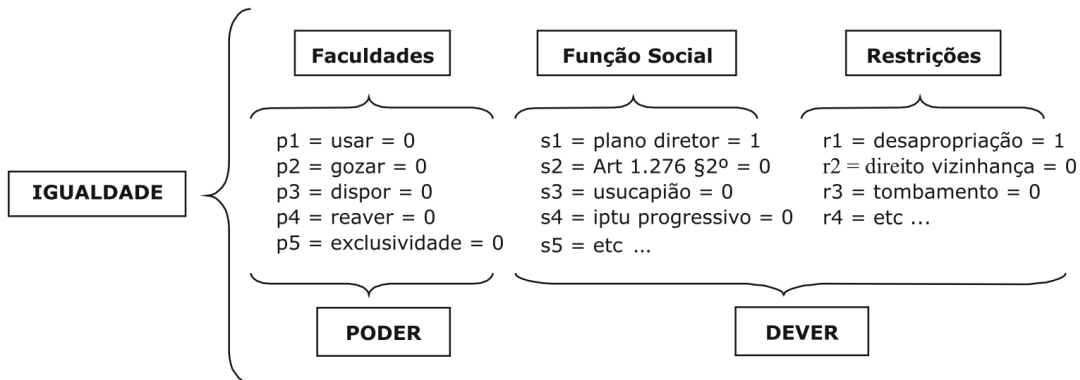 Faculdades
Função Social
Restrições
p1 = usar = 0
p2 = gozar = 0
p3 = dispor = 0
p4 = reaver = 0
p5 = exclusividade = 0
s1 = plano diretor = 1
s2 = Art 1.276 §2º = 0
s3 = usucapião = 0
s4 = iptu progressivo = 0
s5 = etc ...
r1 = desapropriação = 1
r2 = direito vizinhança = 0
r3 = tombamento = 0
r4 = etc ...
IGUALDADE
PODER
DEVER